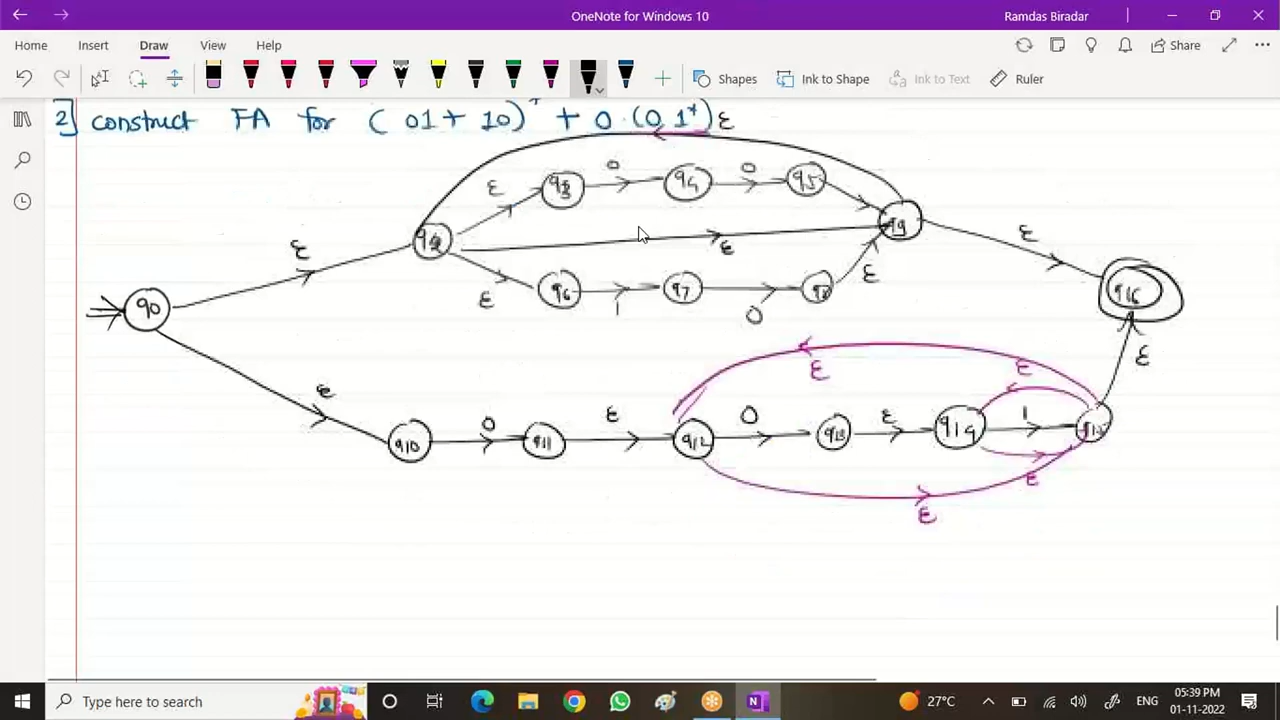 OneNote for Windows 10
Ramdas Biradar
Home Insert Draw View Help
Share
Shapes
Ink to Shape
Ink to Text
Ruler
2] construct FA for ( 01 + 10 )* + 0 · (0 1*) ε
ε q3 0 q4 0 q5
q2 ε q9 ε
ε
ε q6 1 q7 0 q8 ε
q0 q16
ε ε ε ε
q10 0 q11 ε q12 0 q13 ε q14 1
ε
ε
Type here to search
27°C
ENG
05:39 PM
01-11-2022